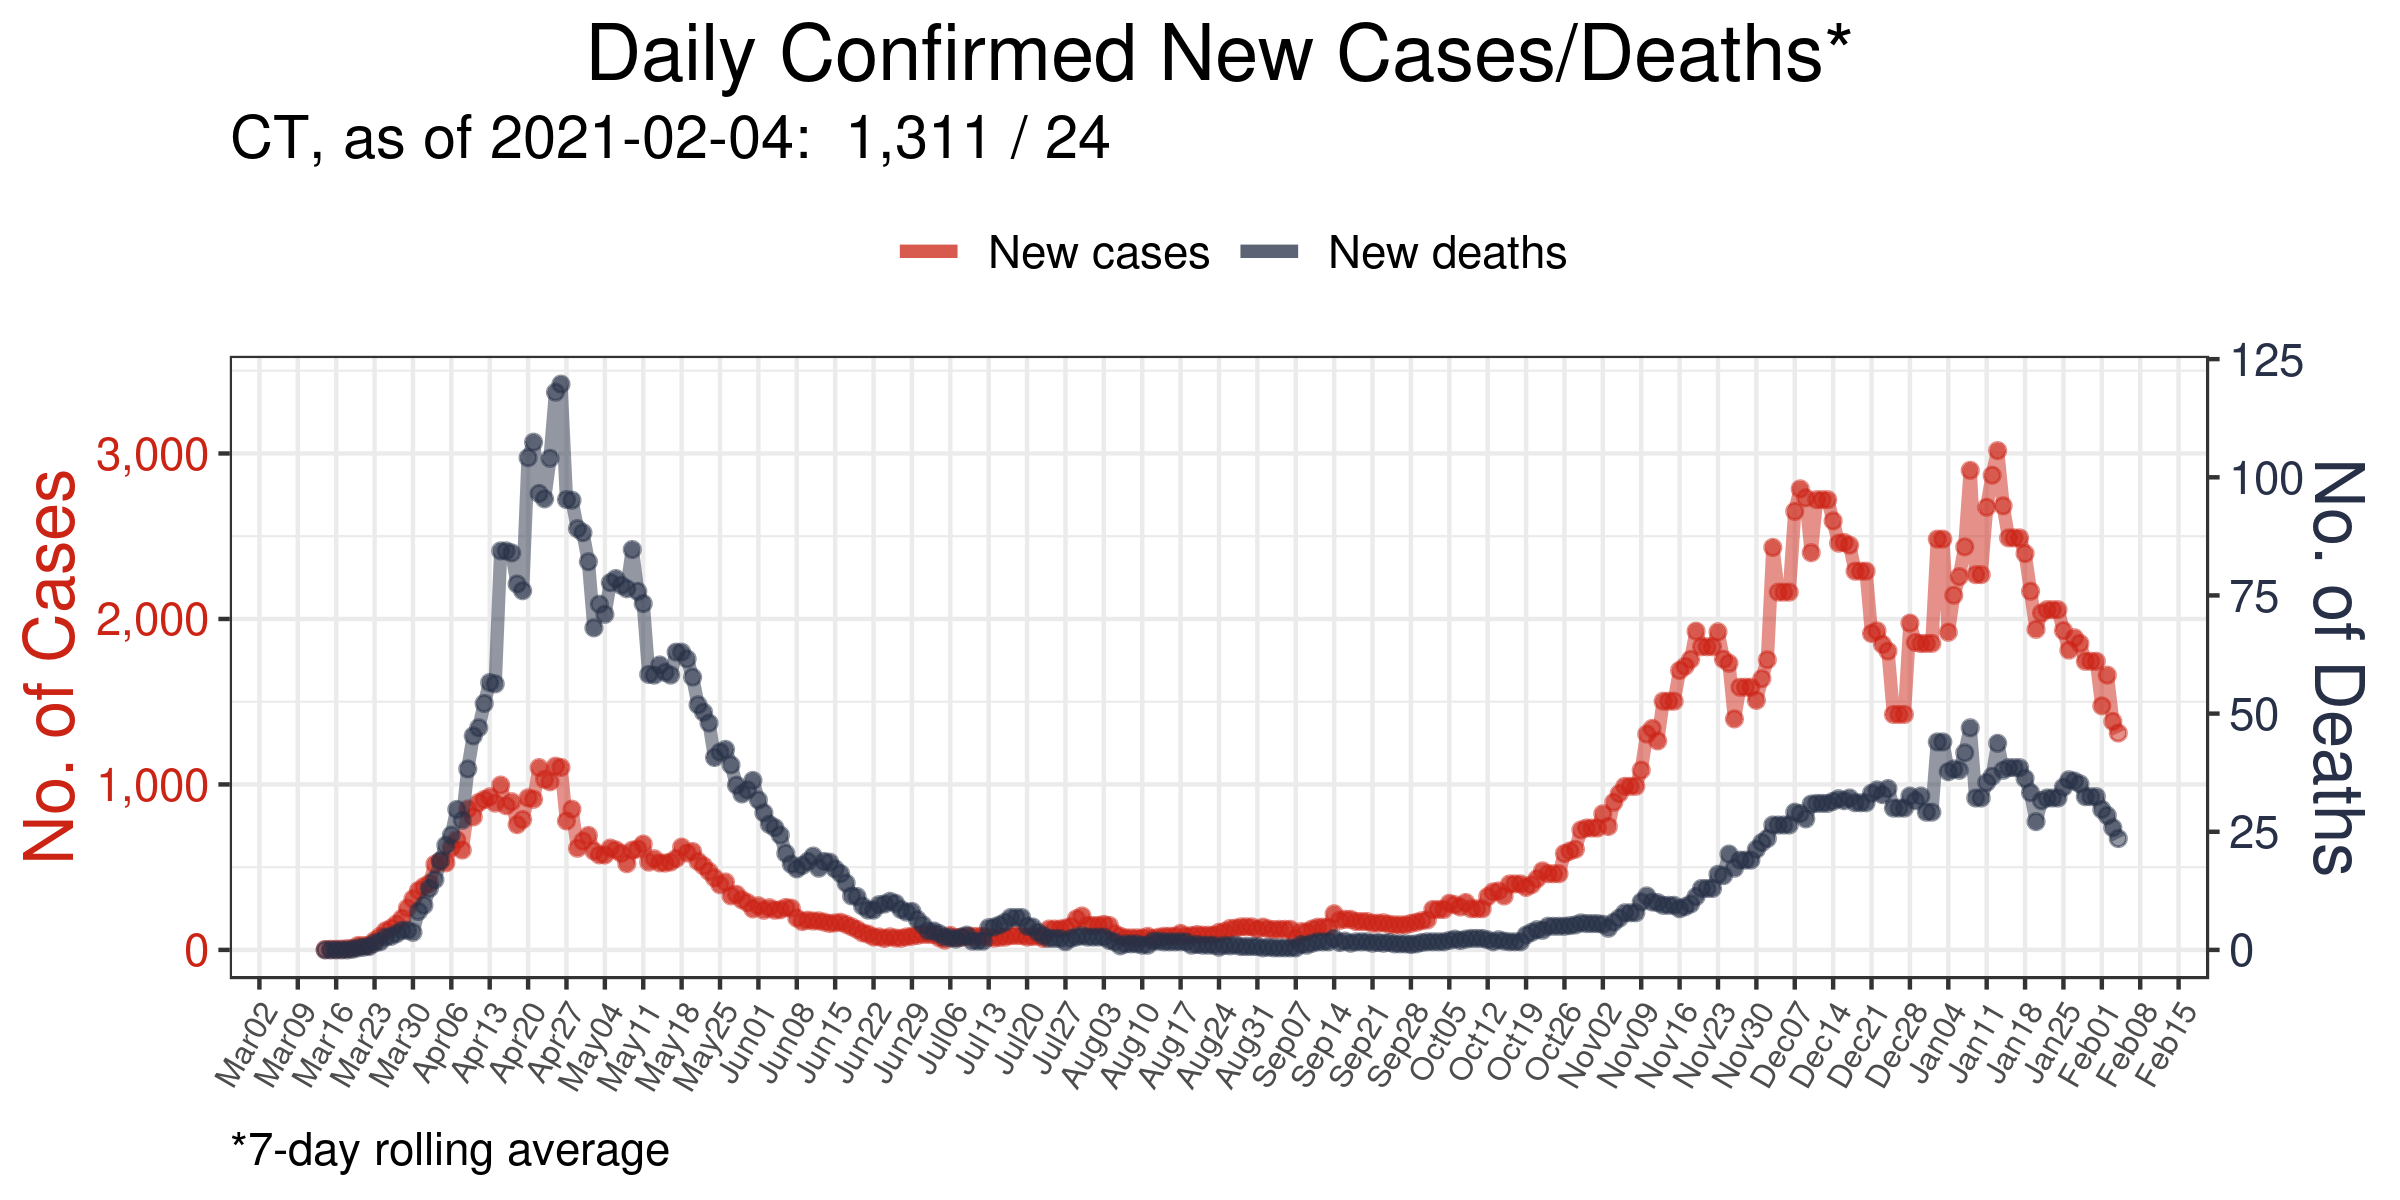 Daily Confirmed New Cases/Deaths*
CT, as of 2021-02-04:  1,311 / 24
New cases
New deaths
No. of Cases
3,000
2,000
1,000
0
125
100
75
50
25
0
No. of Deaths
Mar02
Mar09
Mar16
Mar23
Mar30
Apr06
Apr13
Apr20
Apr27
May04
May11
May18
May25
Jun01
Jun08
Jun15
Jun22
Jun29
Jul06
Jul13
Jul20
Jul27
Aug03
Aug10
Aug17
Aug24
Aug31
Sep07
Sep14
Sep21
Sep28
Oct05
Oct12
Oct19
Oct26
Nov02
Nov09
Nov16
Nov23
Nov30
Dec07
Dec14
Dec21
Dec28
Jan04
Jan11
Jan18
Jan25
Feb01
Feb08
Feb15
*7-day rolling average